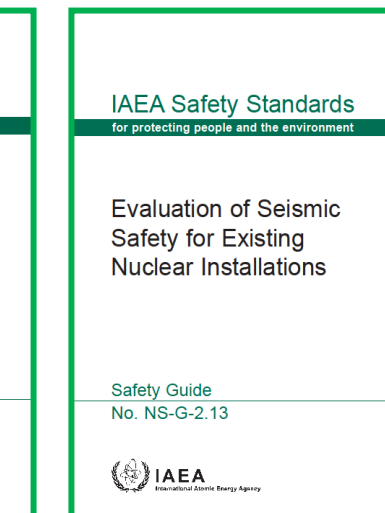 IAEA Safety Standards
for protecting people and the environment
Evaluation of Seismic
Safety for Existing
Nuclear Installations
Safety Guide
No. NS-G-2.13
IAEA
International Atomic Energy Agency